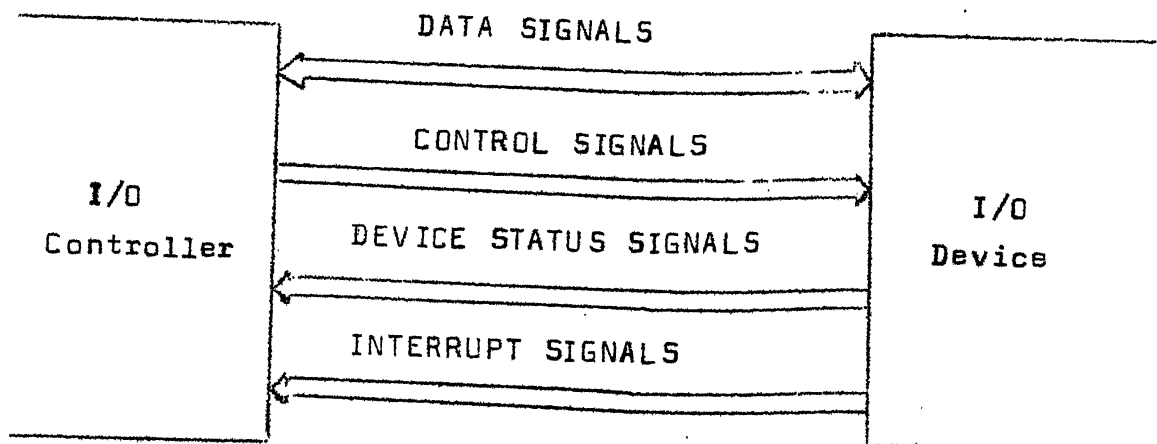 DATA SIGNALS
CONTROL SIGNALS
I/O
Controller
DEVICE STATUS SIGNALS
I/O
Device
INTERRUPT SIGNALS